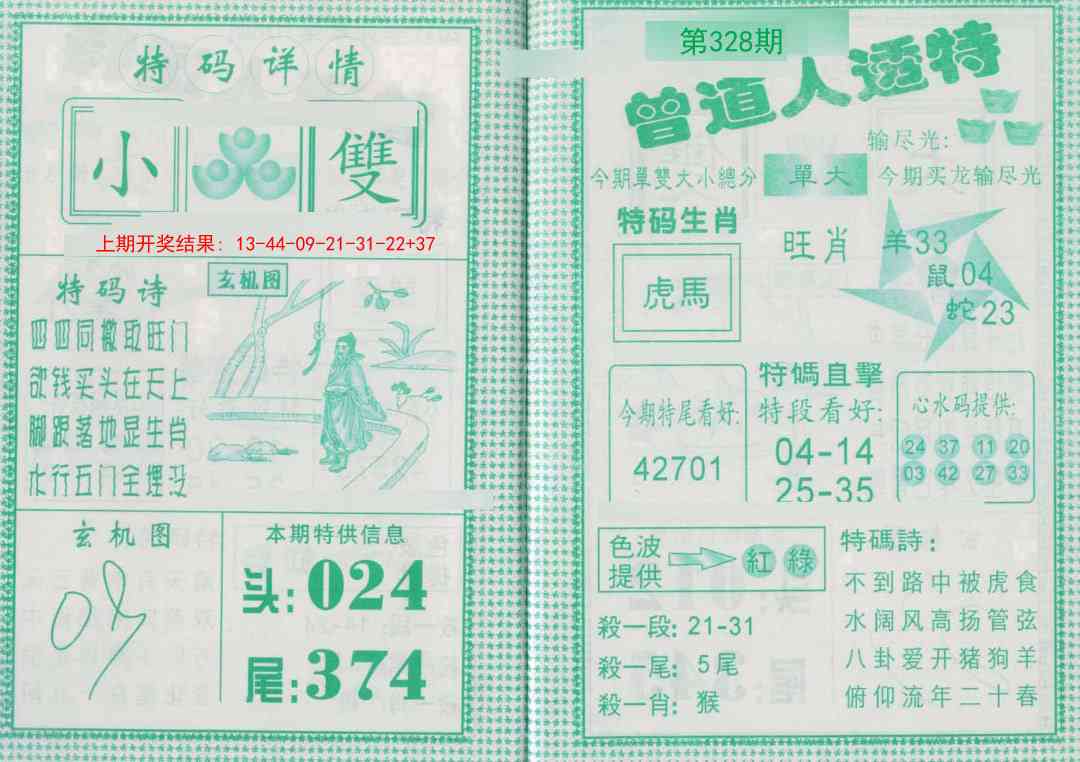 特码详情
小 雙
上期开奖结果: 13-44-09-21-31-22+37
特码诗
四四同撒取旺门
欲钱买头在天上
脚跟落地显生肖
水行五门全埋没
玄机图
玄机图
本期特供信息
头:024
尾:374
第328期
曾道人透特
输尽光:
今期單雙大小總分 單大 今期买龙输尽光
特码生肖
虎馬
旺肖
羊33
鼠04
蛇23
今期特尾看好:
42701
特碼直擊
特段看好:
04-14
25-35
心水码提供:
24 37 11 20
03 42 27 33
色波
提供
紅 綠
殺一段: 21-31
殺一尾: 5尾
殺一肖: 猴
特碼詩:
不到路中被虎食
水阔风高扬管弦
八卦爱开猪狗羊
俯仰流年二十春